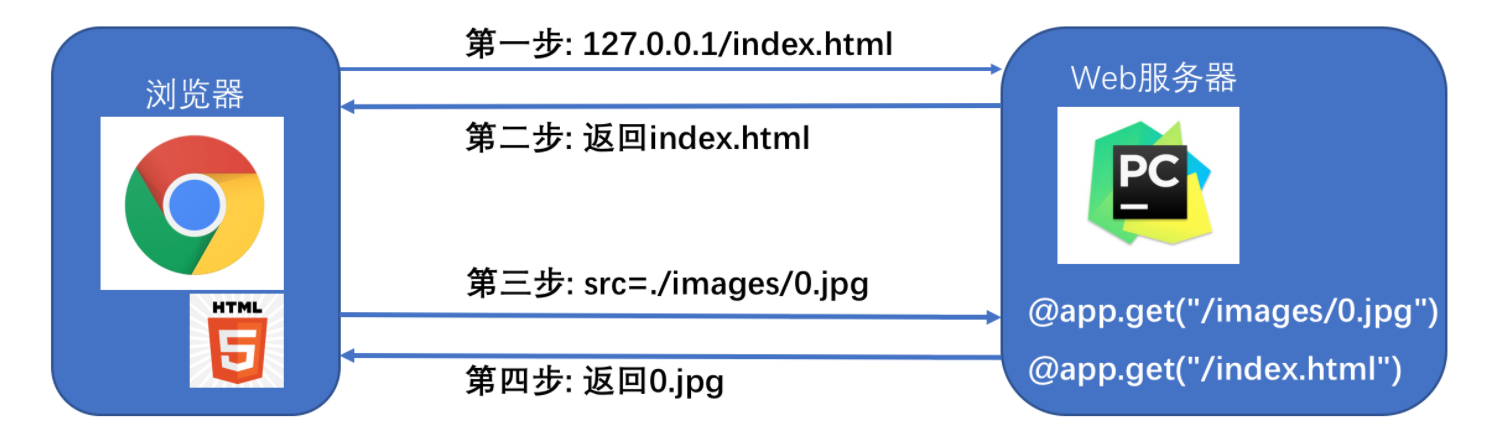 第一步: 127.0.0.1/index.html
浏览器
Web服务器
第二步: 返回index.html
PC
第三步: src=./images/0.jpg
HTML
5
@app.get("/images/0.jpg")
@app.get("/index.html")
第四步: 返回0.jpg